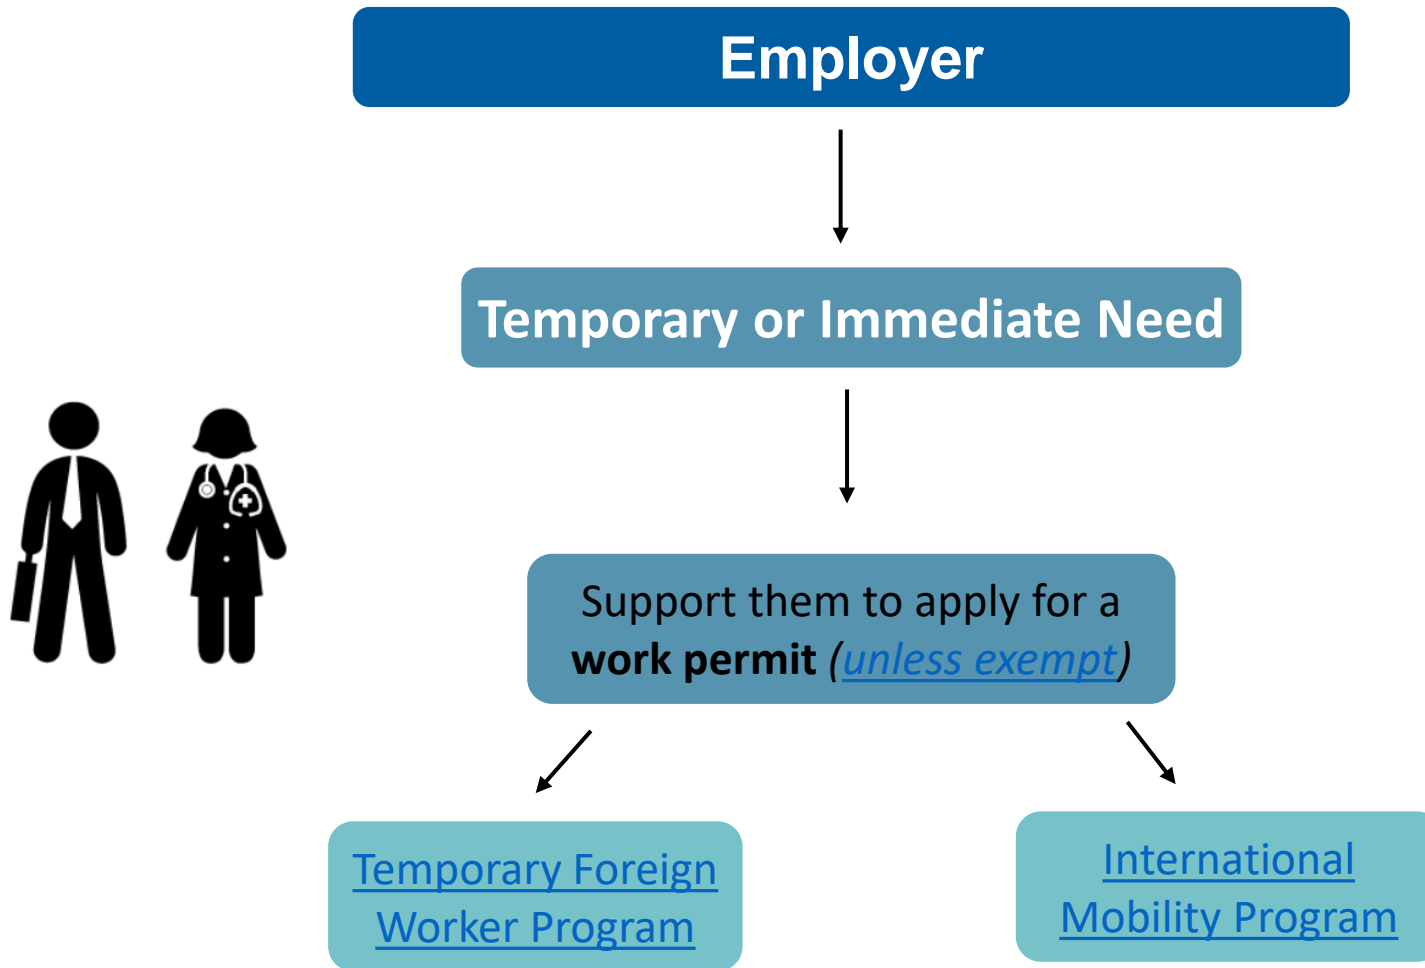 Employer
Temporary or Immediate Need
Support them to apply for a
work permit (unless exempt)
Temporary Foreign
Worker Program
International
Mobility Program